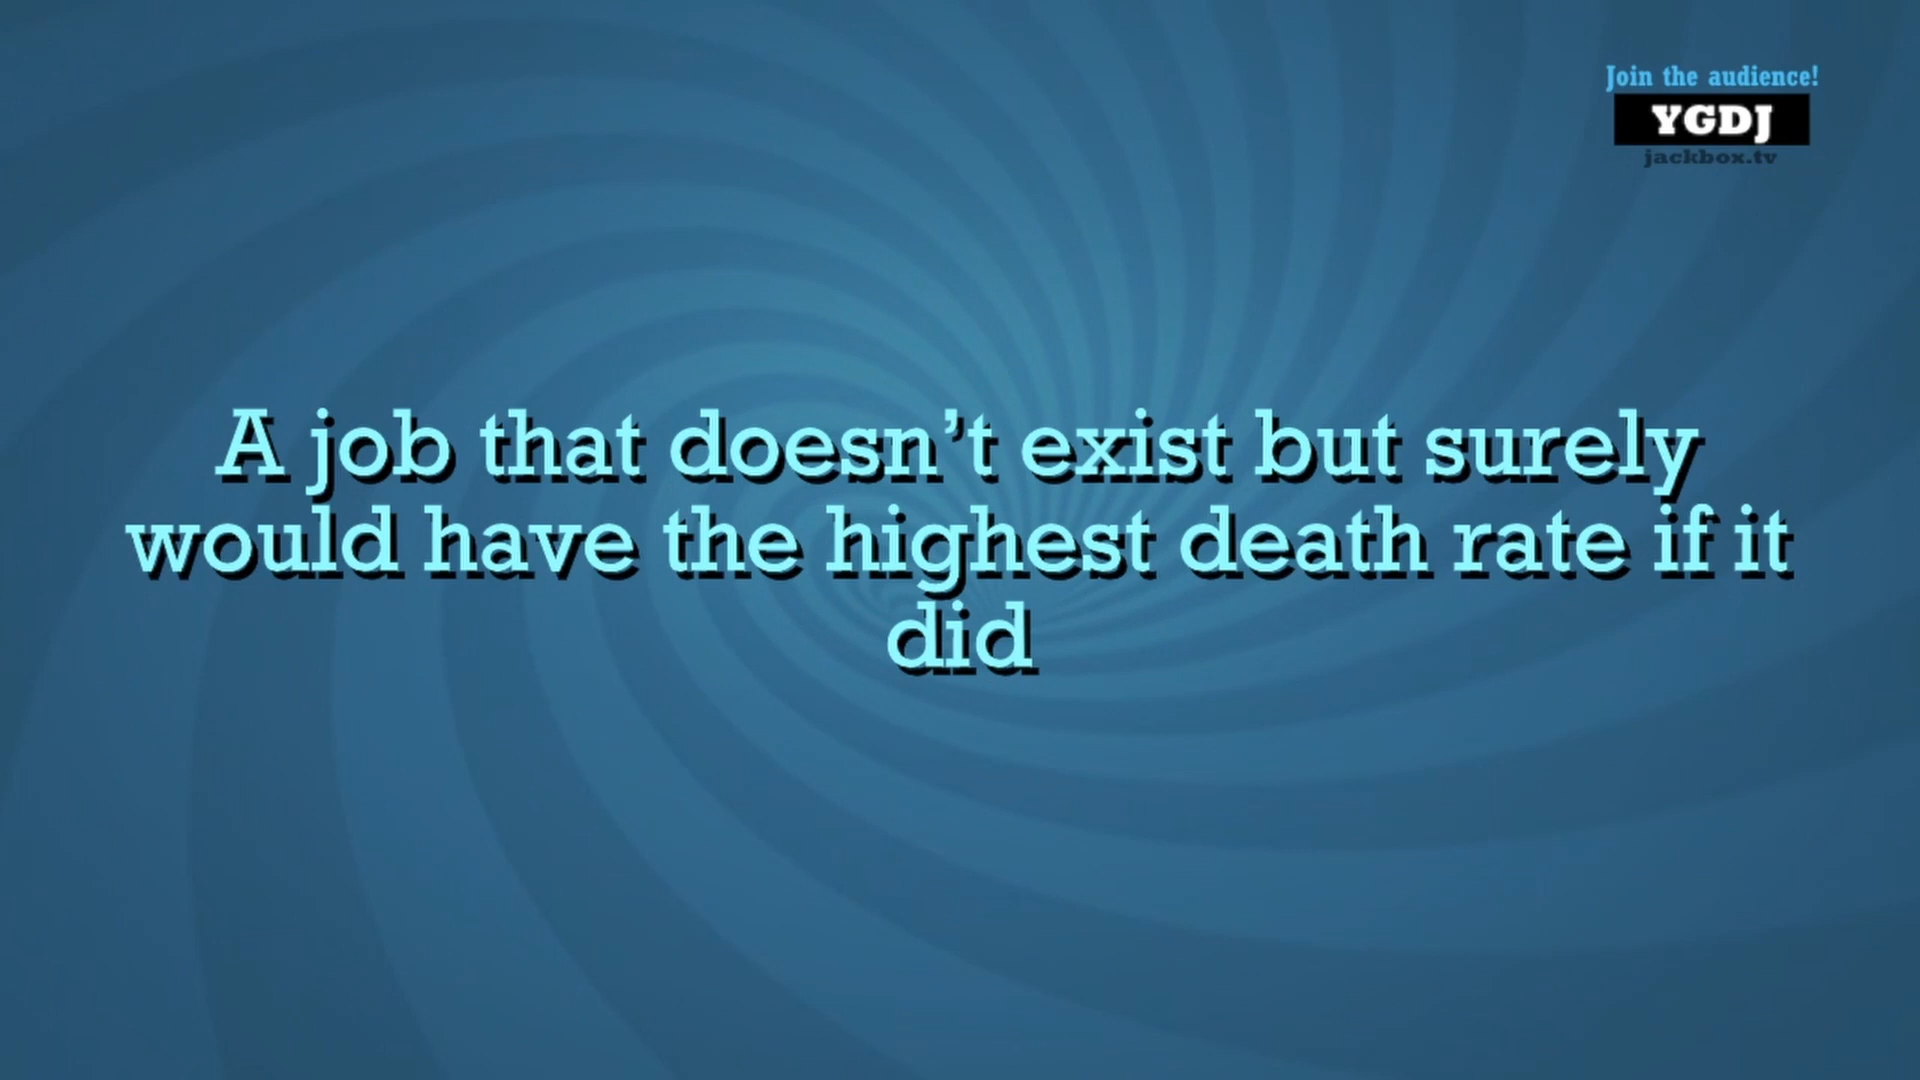 Join the audience!
YGDJ
jackbox.tv
A job that doesn’t exist but surely
would have the highest death rate if it
did